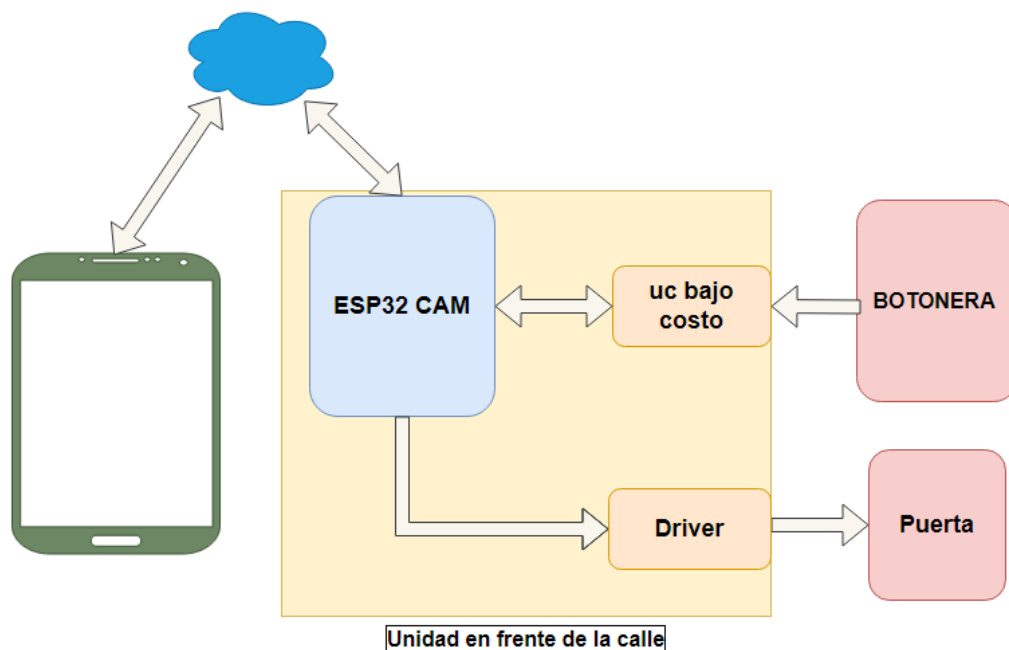 ESP32 CAM
uc bajo
costo
BOTONERA
Driver
Puerta
Unidad en frente de la calle